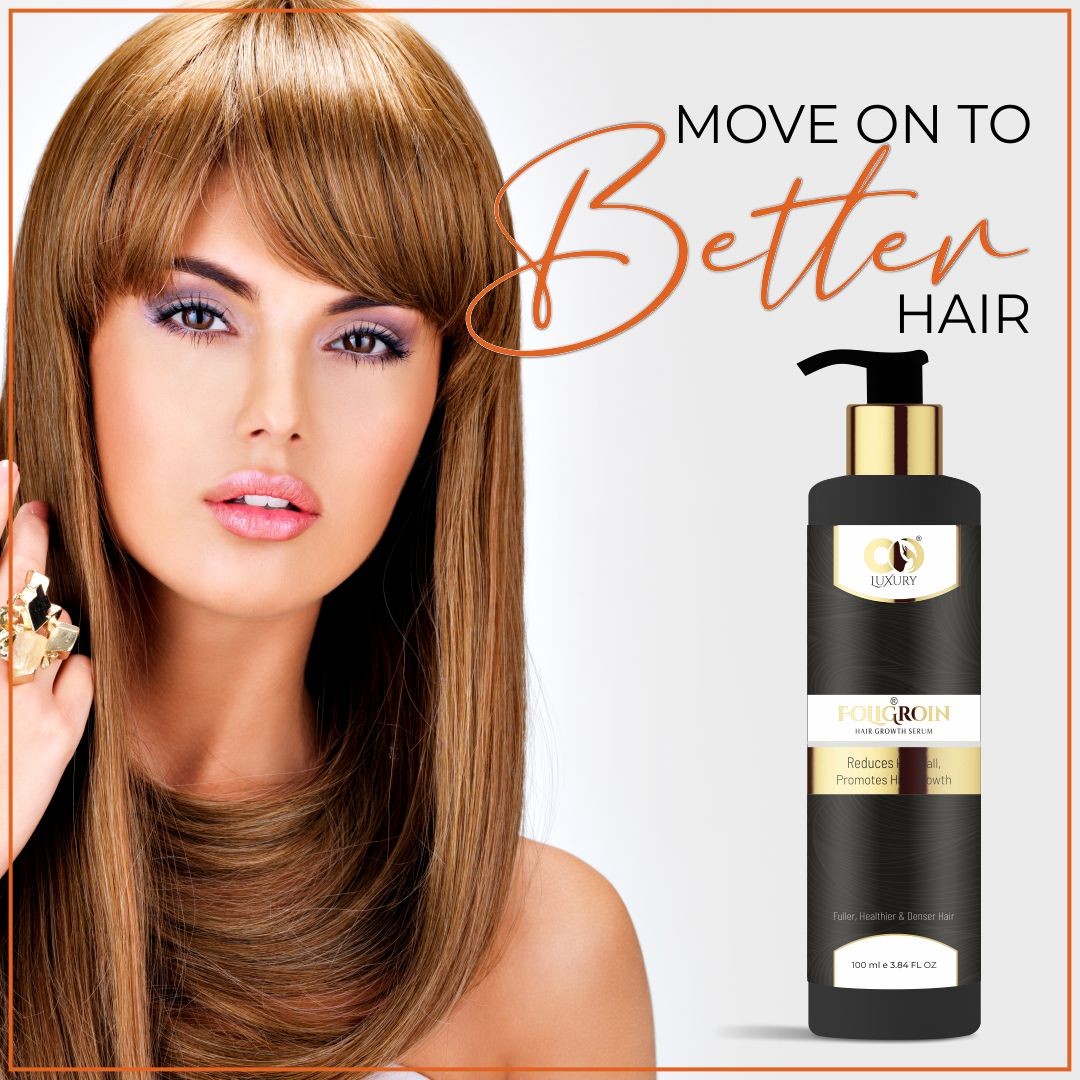 MOVE ON TO
Better
HAIR
®
LUXURY
®
FOLIGROIN
HAIR GROWTH SERUM
Reduces
Promotes
Fuller, Healthier & Denser Hair
100 ml e 3.84 FL OZ